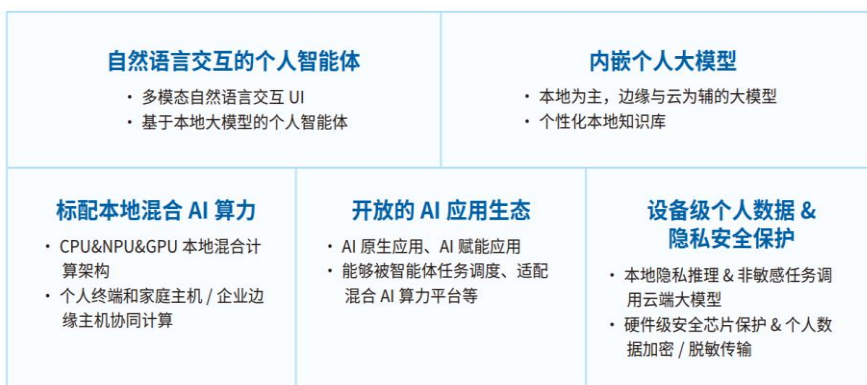 自然语言交互的个人智能体
• 多模态自然语言交互 UI
• 基于本地大模型的个人智能体
内嵌个人大模型
• 本地为主，边缘与云为辅的大模型
• 个性化本地知识库
标配本地混合 AI 算力
• CPU&NPU&GPU 本地混合计
算架构
• 个人终端和家庭主机 / 企业边
缘主机协同计算
开放的 AI 应用生态
• AI 原生应用、AI 赋能应用
• 能够被智能体任务调度、适配
混合 AI 算力平台等
设备级个人数据 &
隐私安全保护
• 本地隐私推理 & 非敏感任务调
用云端大模型
• 硬件级安全芯片保护 & 个人数
据加密 / 脱敏传输